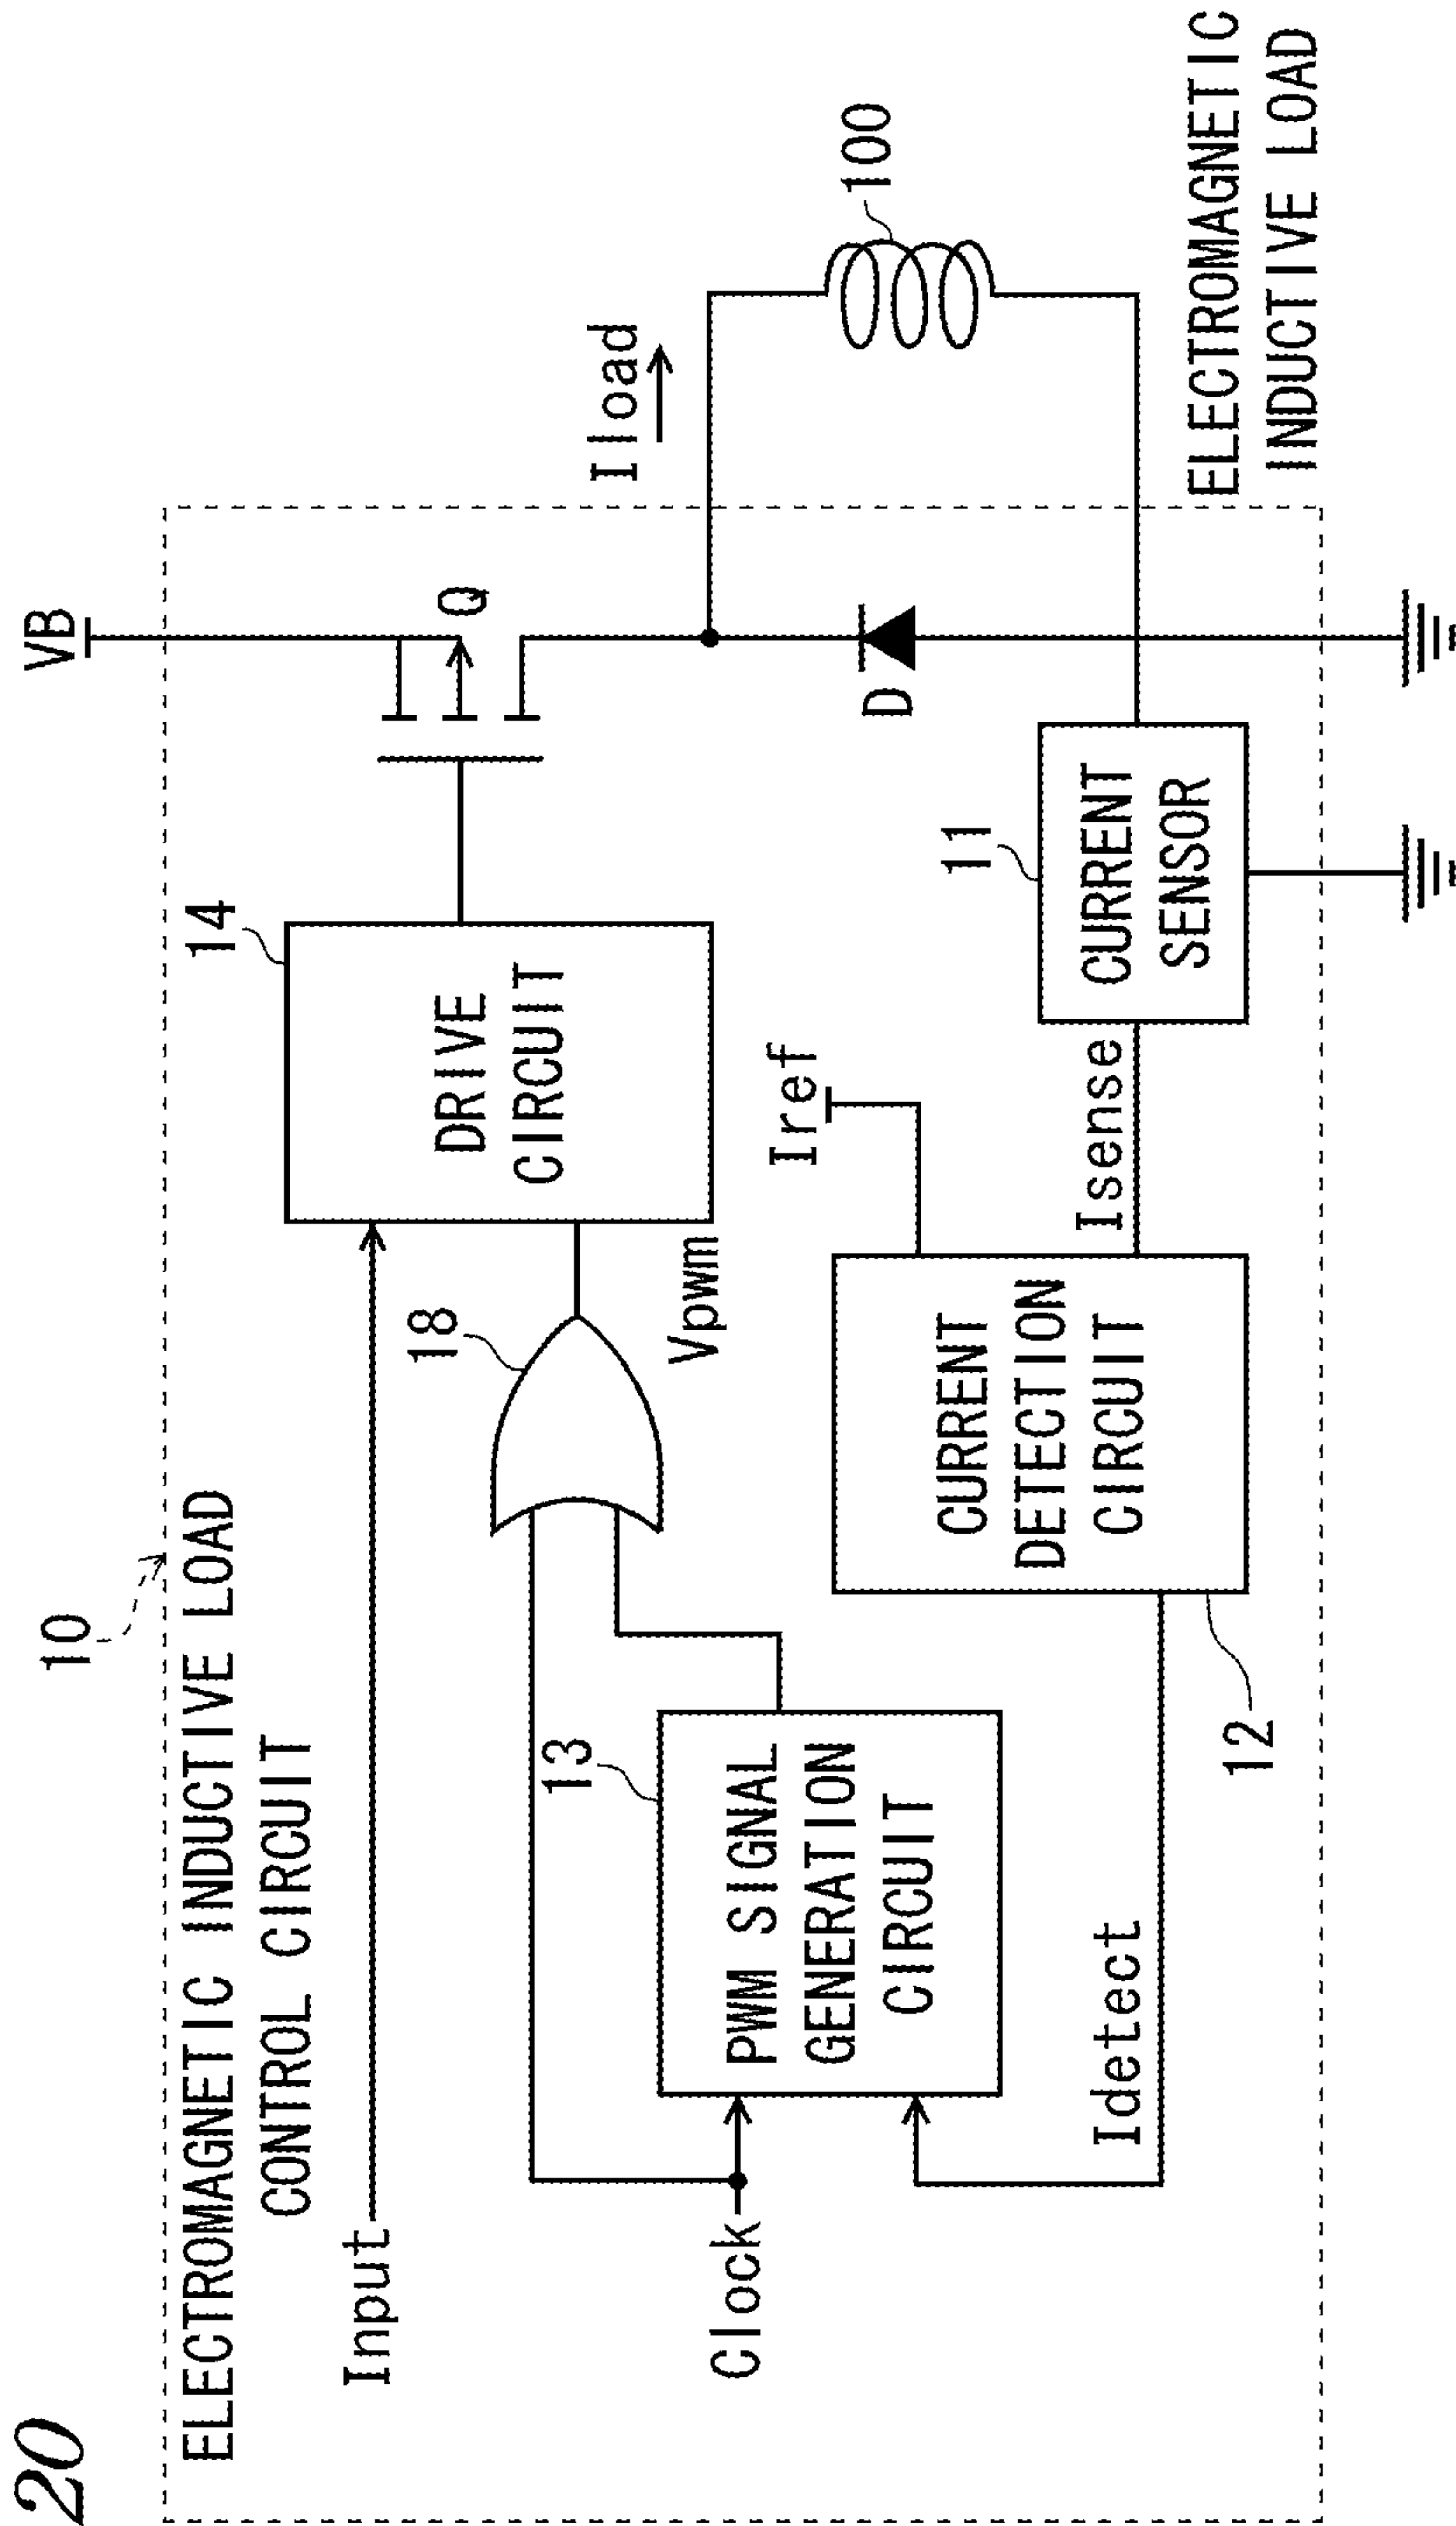 20
10
ELECTROMAGNETIC INDUCTIVE LOAD
CONTROL CIRCUIT
VB
Input
14
DRIVE
CIRCUIT
Q
Iload
18
Vpwm
Clock
13
PWM SIGNAL
GENERATION
CIRCUIT
Iref
D
100
CURRENT
DETECTION
CIRCUIT
12
Isense
11
CURRENT
SENSOR
Idetect
ELECTROMAGNETIC
INDUCTIVE LOAD